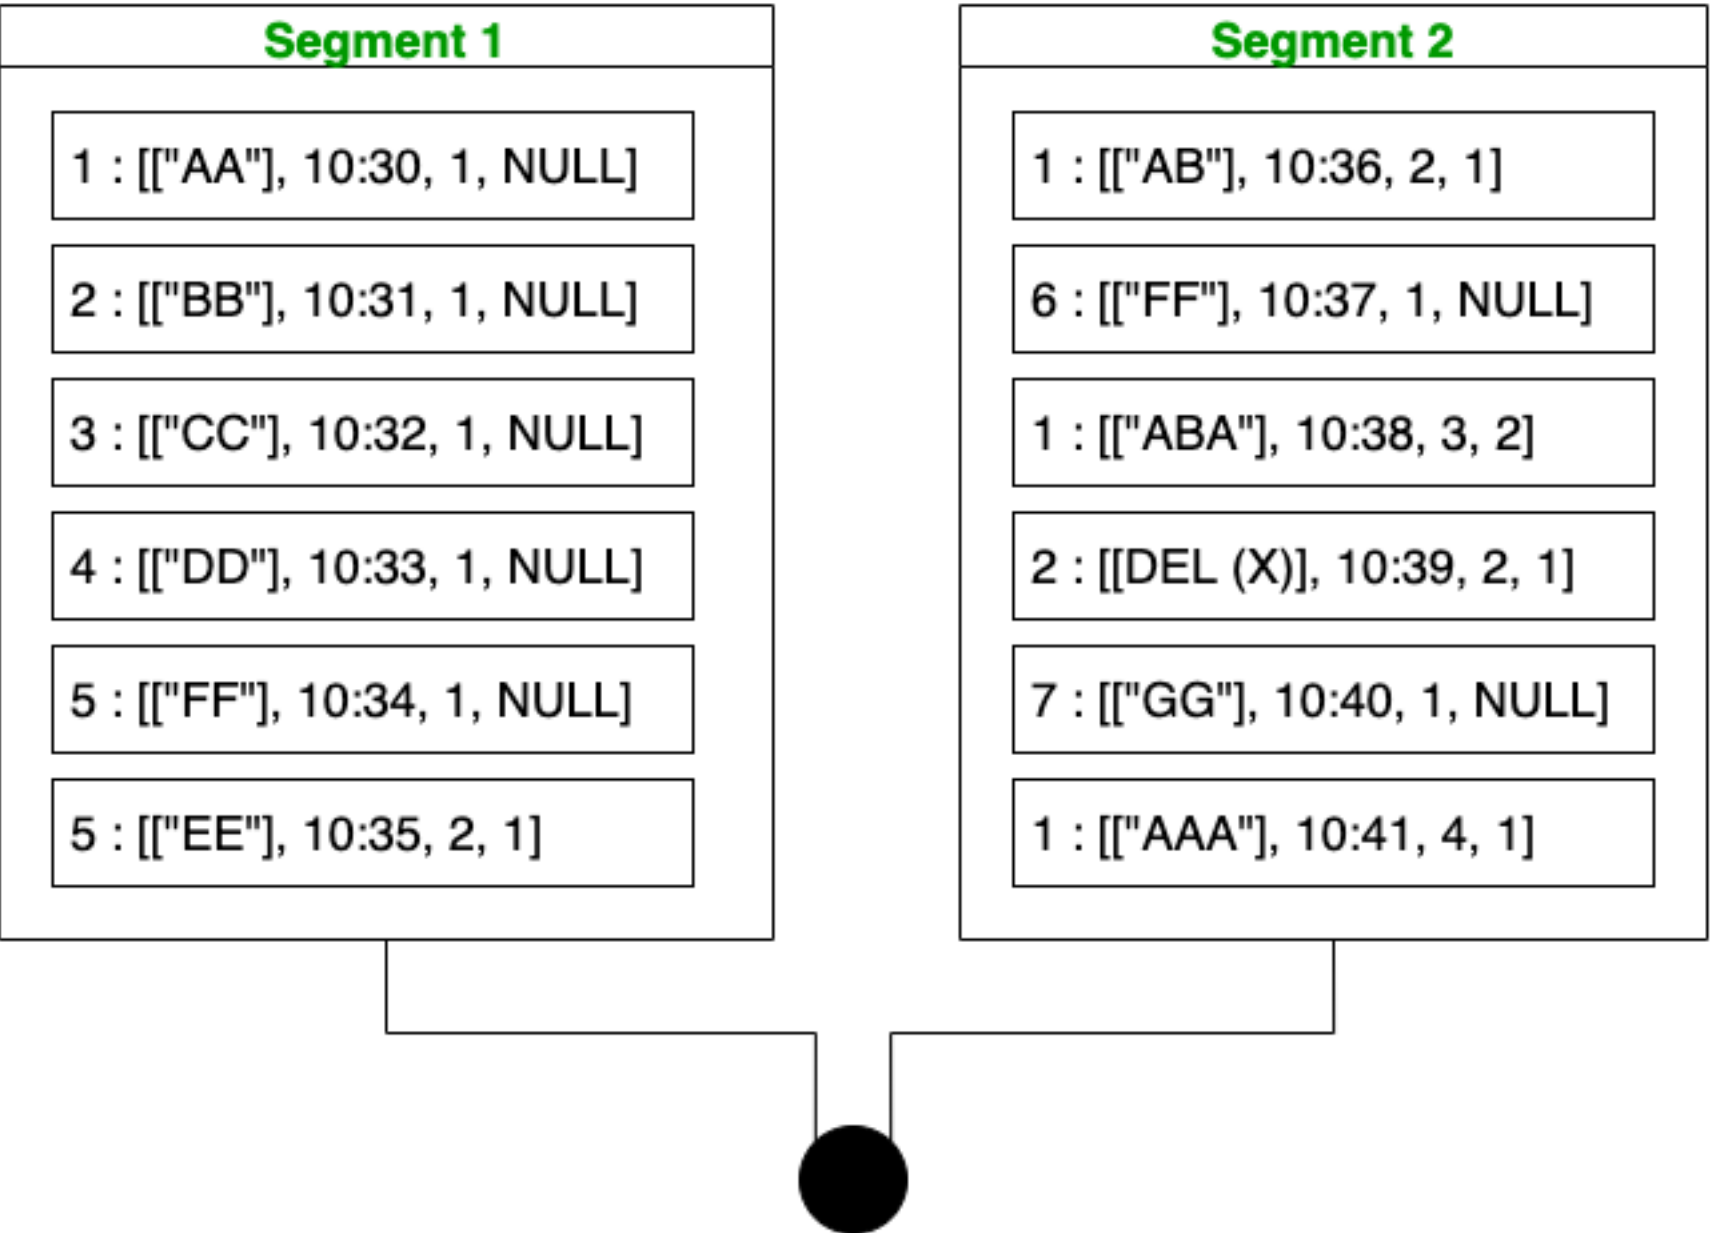 Segment 1
1 : [["AA"], 10:30, 1, NULL]
2 : [["BB"], 10:31, 1, NULL]
3 : [["CC"], 10:32, 1, NULL]
4 : [["DD"], 10:33, 1, NULL]
5 : [["FF"], 10:34, 1, NULL]
5 : [["EE"], 10:35, 2, 1]
Segment 2
1 : [["AB"], 10:36, 2, 1]
6 : [["FF"], 10:37, 1, NULL]
1 : [["ABA"], 10:38, 3, 2]
2 : [[DEL (X)], 10:39, 2, 1]
7 : [["GG"], 10:40, 1, NULL]
1 : [["AAA"], 10:41, 4, 1]